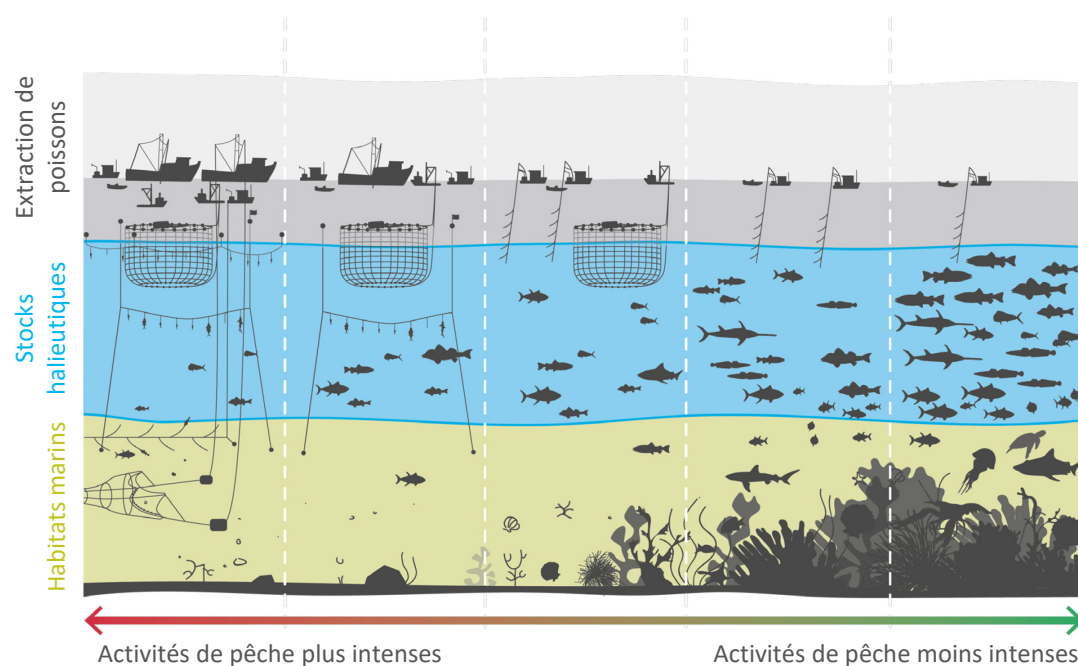 Extraction de
poissons
Stocks
halieutiques
Habitats marins
Activités de pêche plus intenses
Activités de pêche moins intenses